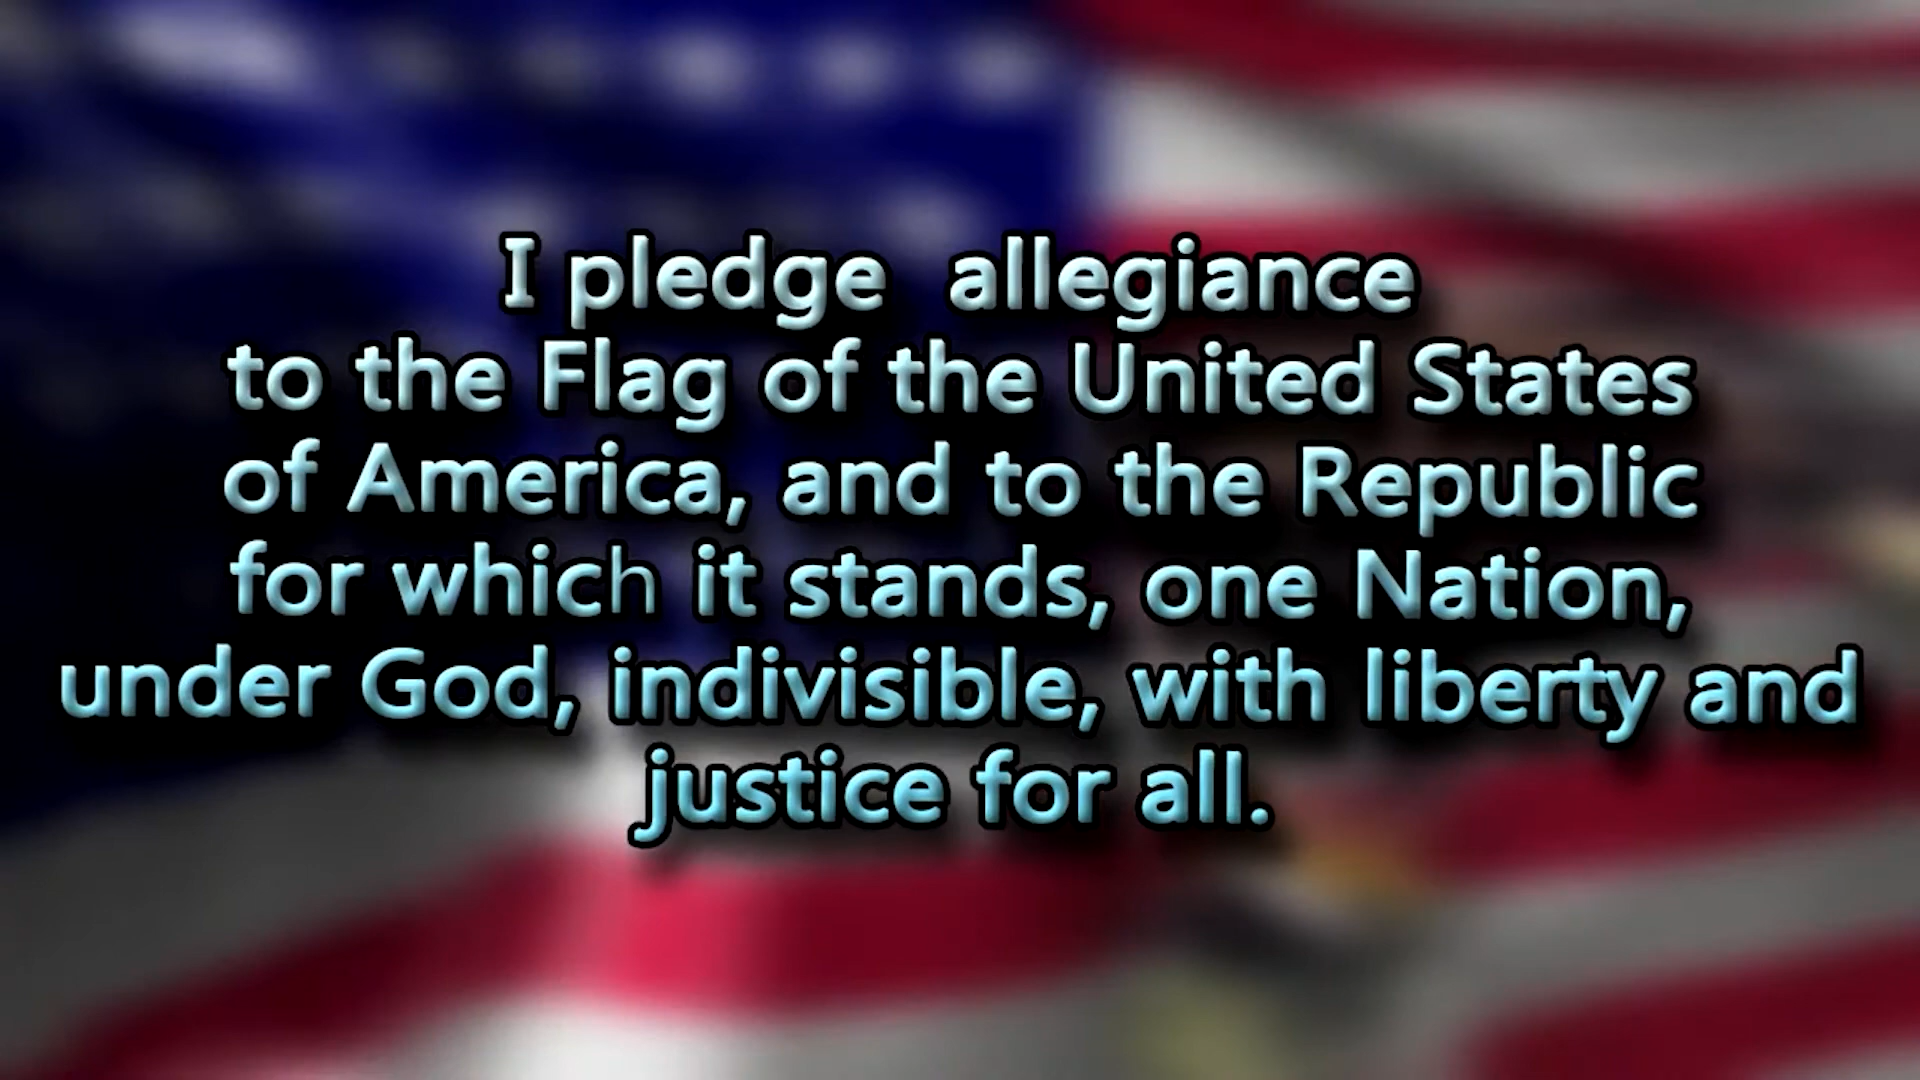 I pledge  allegiance
to the Flag of the United States
of America, and to the Republic
for which it stands, one Nation,
under God, indivisible, with liberty and
justice for all.